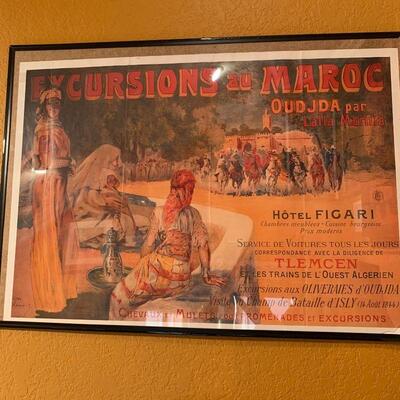 EXCURSIONS au MAROC
OUDJDA par
Lalla Marnia
HÔTEL FIGARI
Chambres meublées - Cuisine bourgeoise
Prix modérés
SERVICE DE VOITURES TOUS LES JOURS
CORRESPONDANCE AVEC LA DILIGENCE DE
TLEMCEN
ET LES TRAINS DE L'OUEST ALGERIEN
Excursions aux OLIVERAIES d'OUDJDA
Visite au Champ de Bataille d'ISLY (14 Août 1844)
CHEVAUX ET MULETS POUR PROMENADES ET EXCURSIONS